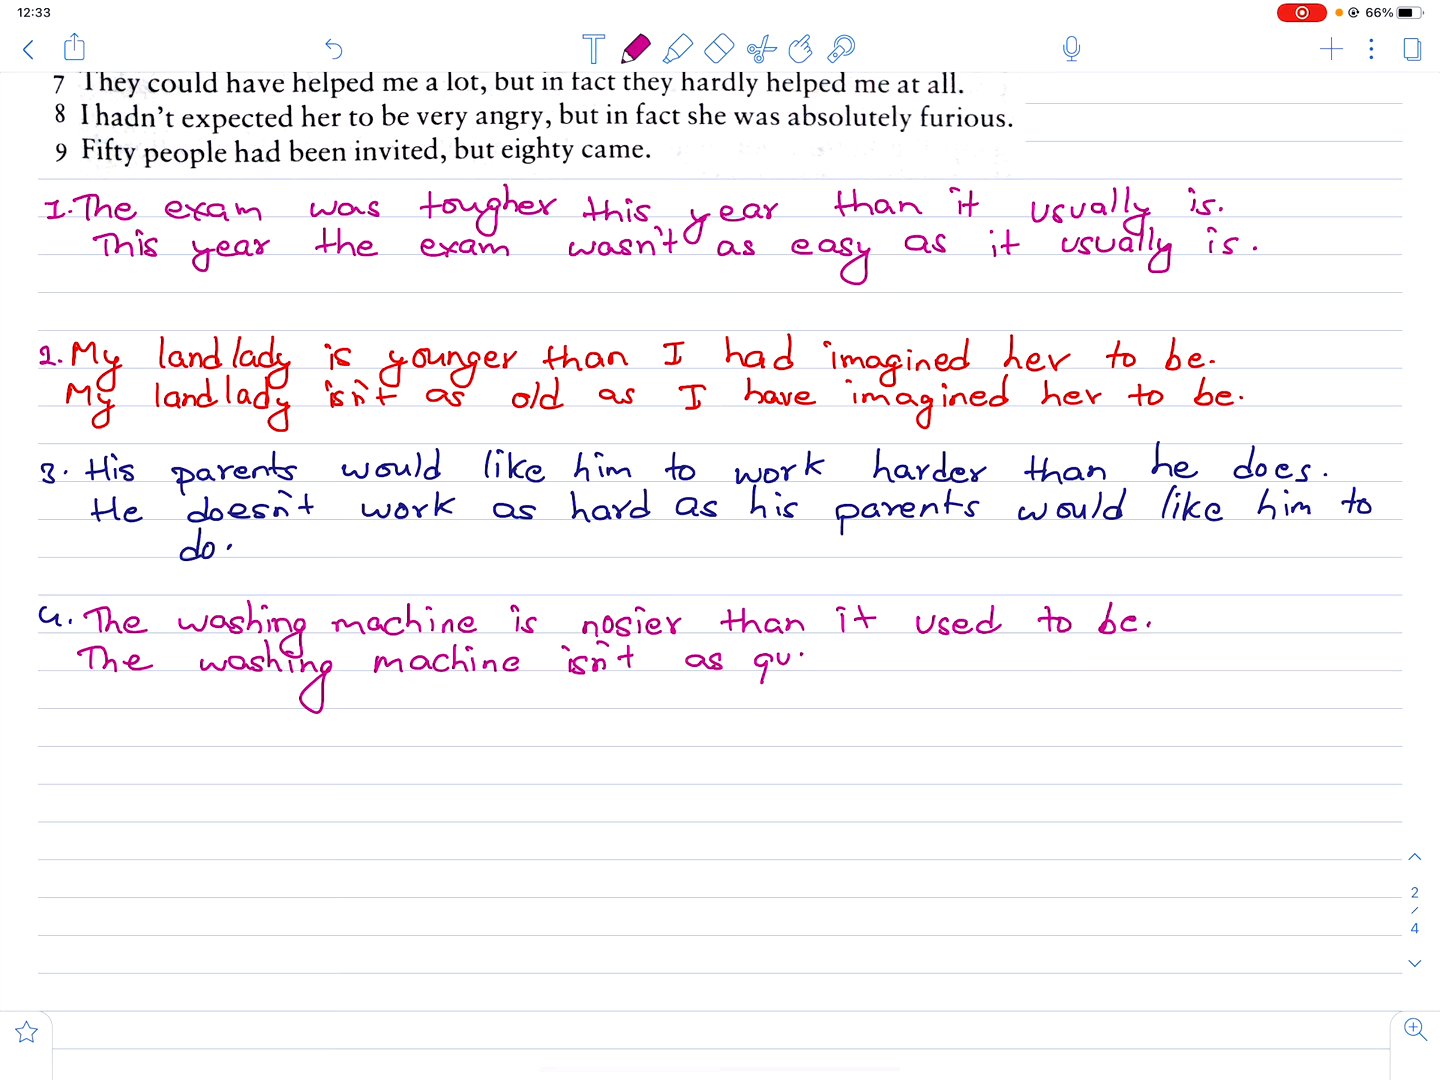 12:33
66%
7 They could have helped me a lot, but in fact they hardly helped me at all.
8 I hadn't expected her to be very angry, but in fact she was absolutely furious.
9 Fifty people had been invited, but eighty came.
1. The exam was tougher this year than it usually is.
This year the exam wasn't as easy as it usually is.
2. My landlady is younger than I had imagined her to be.
My landlady isn't as old as I have imagined her to be.
3. His parents would like him to work harder than he does.
He doesn't work as hard as his parents would like him to
do.
4. The washing machine is nosier than it used to be.
The washing machine isn't as qu
2
/
4